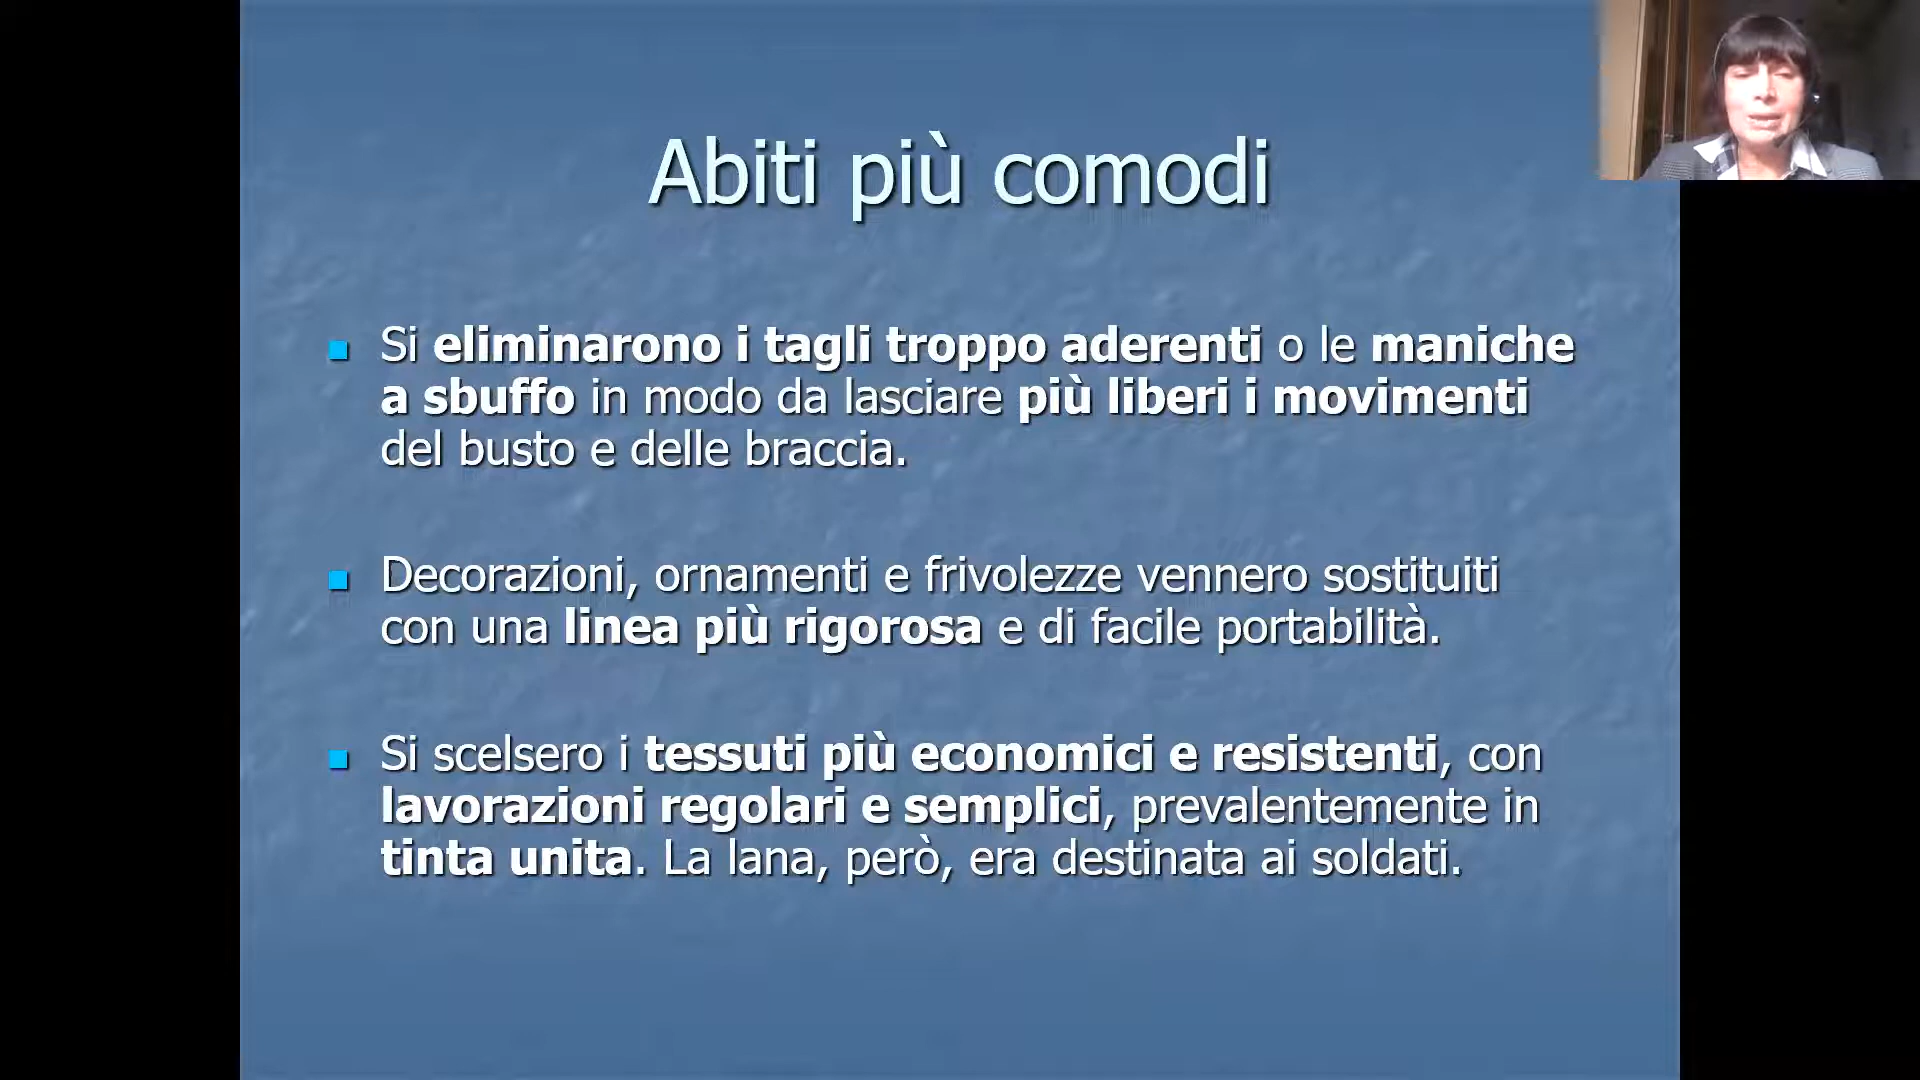 Abiti più comodi
Si eliminarono i tagli troppo aderenti o le maniche
a sbuffo in modo da lasciare più liberi i movimenti
del busto e delle braccia.
Decorazioni, ornamenti e frivolezze vennero sostituiti
con una linea più rigorosa e di facile portabilità.
Si scelsero i tessuti più economici e resistenti, con
lavorazioni regolari e semplici, prevalentemente in
tinta unita. La lana, però, era destinata ai soldati.